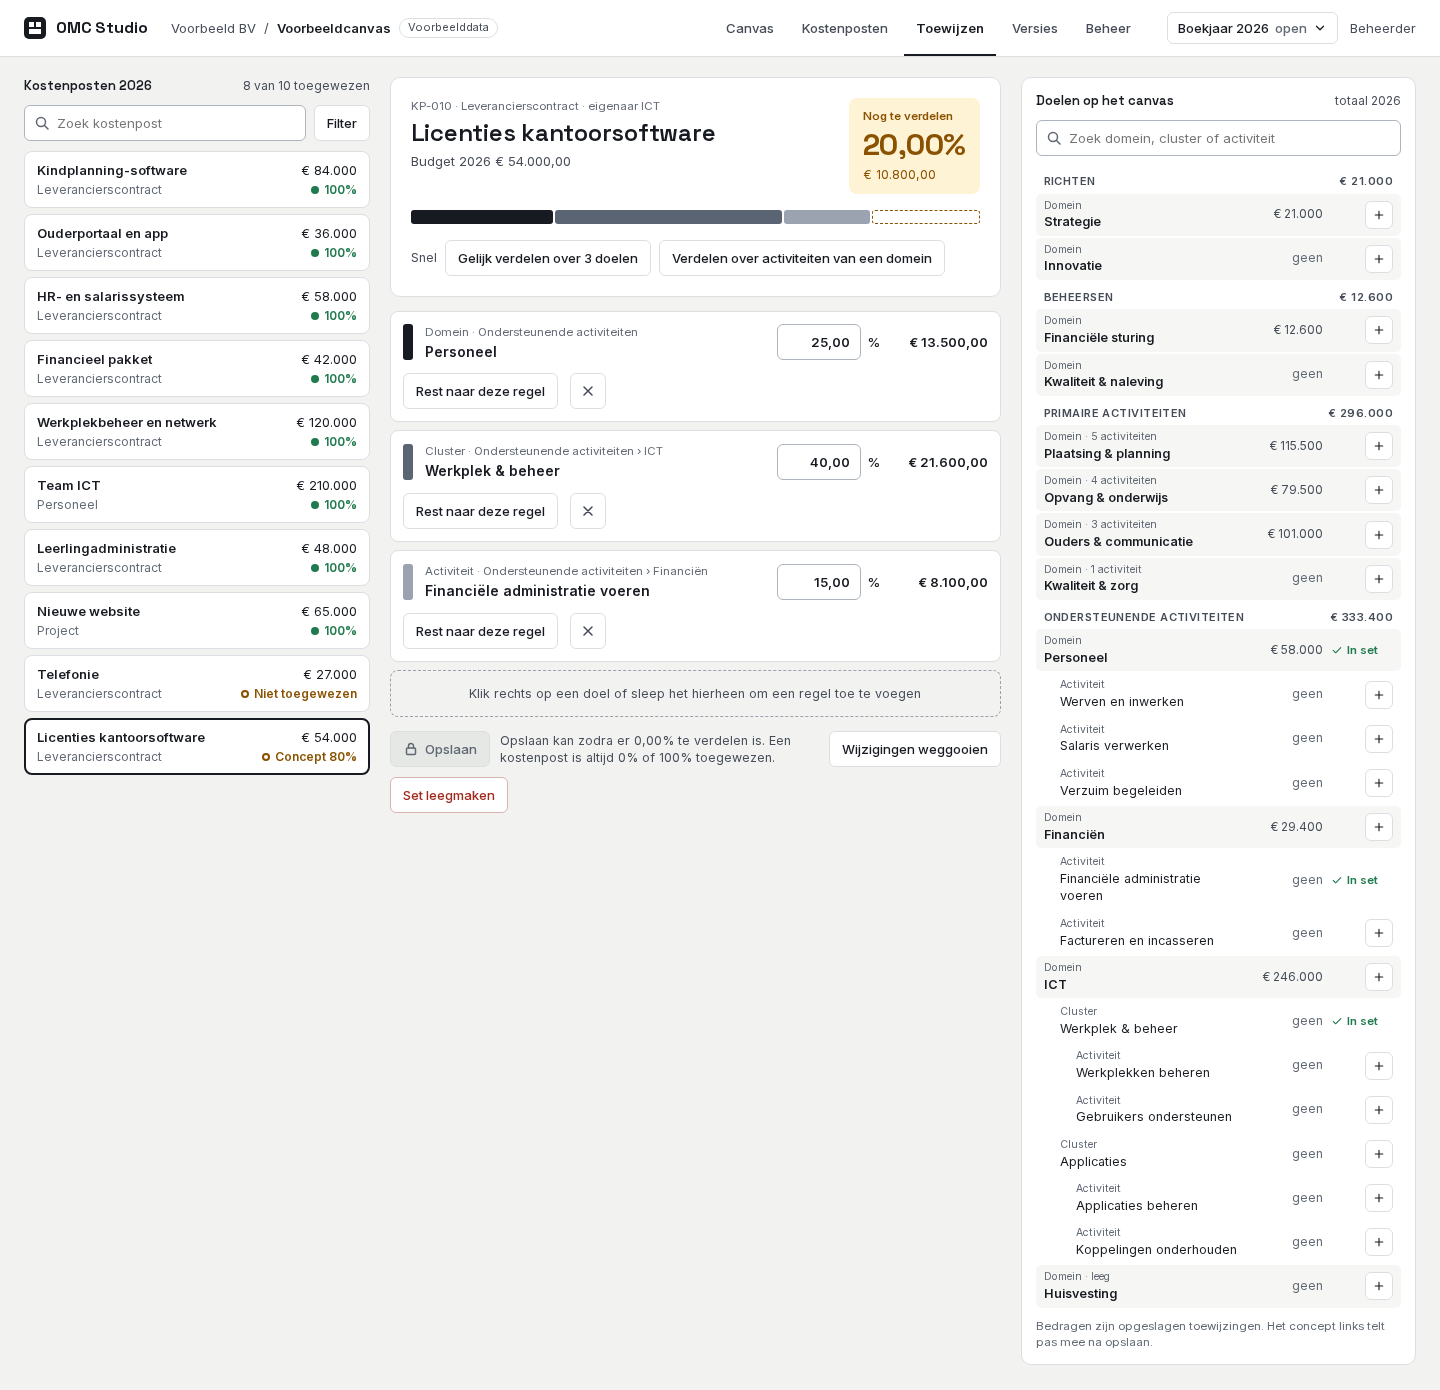 OMC Studio
Voorbeeld BV / Voorbeeldcanvas Voorbeelddata
Canvas Kostenposten Toewijzen Versies Beheer
Boekjaar 2026 open
Beheerder
Kostenposten 2026 8 van 10 toegewezen
Zoek kostenpost
Filter
Kindplanning-software € 84.000
Leverancierscontract 100%
Ouderportaal en app € 36.000
Leverancierscontract 100%
HR- en salarissysteem € 58.000
Leverancierscontract 100%
Financieel pakket € 42.000
Leverancierscontract 100%
Werkplekbeheer en netwerk € 120.000
Leverancierscontract 100%
Team ICT € 210.000
Personeel 100%
Leerlingadministratie € 48.000
Leverancierscontract 100%
Nieuwe website € 65.000
Project 100%
Telefonie € 27.000
Leverancierscontract Niet toegewezen
Licenties kantoorsoftware € 54.000
Leverancierscontract Concept 80%
KP-010 · Leverancierscontract · eigenaar ICT
Licenties kantoorsoftware
Budget 2026 € 54.000,00
Nog te verdelen
20,00%
€ 10.800,00
Snel Gelijk verdelen over 3 doelen Verdelen over activiteiten van een domein
Domein · Ondersteunende activiteiten
Personeel
25,00 % € 13.500,00
Rest naar deze regel
Cluster · Ondersteunende activiteiten › ICT
Werkplek & beheer
40,00 % € 21.600,00
Rest naar deze regel
Activiteit · Ondersteunende activiteiten › Financiën
Financiële administratie voeren
15,00 % € 8.100,00
Rest naar deze regel
Klik rechts op een doel of sleep het hierheen om een regel toe te voegen
Opslaan
Opslaan kan zodra er 0,00% te verdelen is. Een
kostenpost is altijd 0% of 100% toegewezen.
Wijzigingen weggooien
Set leegmaken
Doelen op het canvas totaal 2026
Zoek domein, cluster of activiteit
RICHTEN € 21.000
Domein
Strategie € 21.000
Domein
Innovatie geen
BEHEERSEN € 12.600
Domein
Financiële sturing € 12.600
Domein
Kwaliteit & naleving geen
PRIMAIRE ACTIVITEITEN € 296.000
Domein · 5 activiteiten
Plaatsing & planning € 115.500
Domein · 4 activiteiten
Opvang & onderwijs € 79.500
Domein · 3 activiteiten
Ouders & communicatie € 101.000
Domein · 1 activiteit
Kwaliteit & zorg geen
ONDERSTEUNENDE ACTIVITEITEN € 333.400
Domein
Personeel € 58.000 In set
Activiteit
Werven en inwerken geen
Activiteit
Salaris verwerken geen
Activiteit
Verzuim begeleiden geen
Domein
Financiën € 29.400
Activiteit
Financiële administratie
voeren
geen In set
Activiteit
Factureren en incasseren geen
Domein
ICT € 246.000
Cluster
Werkplek & beheer geen In set
Activiteit
Werkplekken beheren geen
Activiteit
Gebruikers ondersteunen geen
Cluster
Applicaties geen
Activiteit
Applicaties beheren geen
Activiteit
Koppelingen onderhouden geen
Domein · leeg
Huisvesting geen
Bedragen zijn opgeslagen toewijzingen. Het concept links telt
pas mee na opslaan.